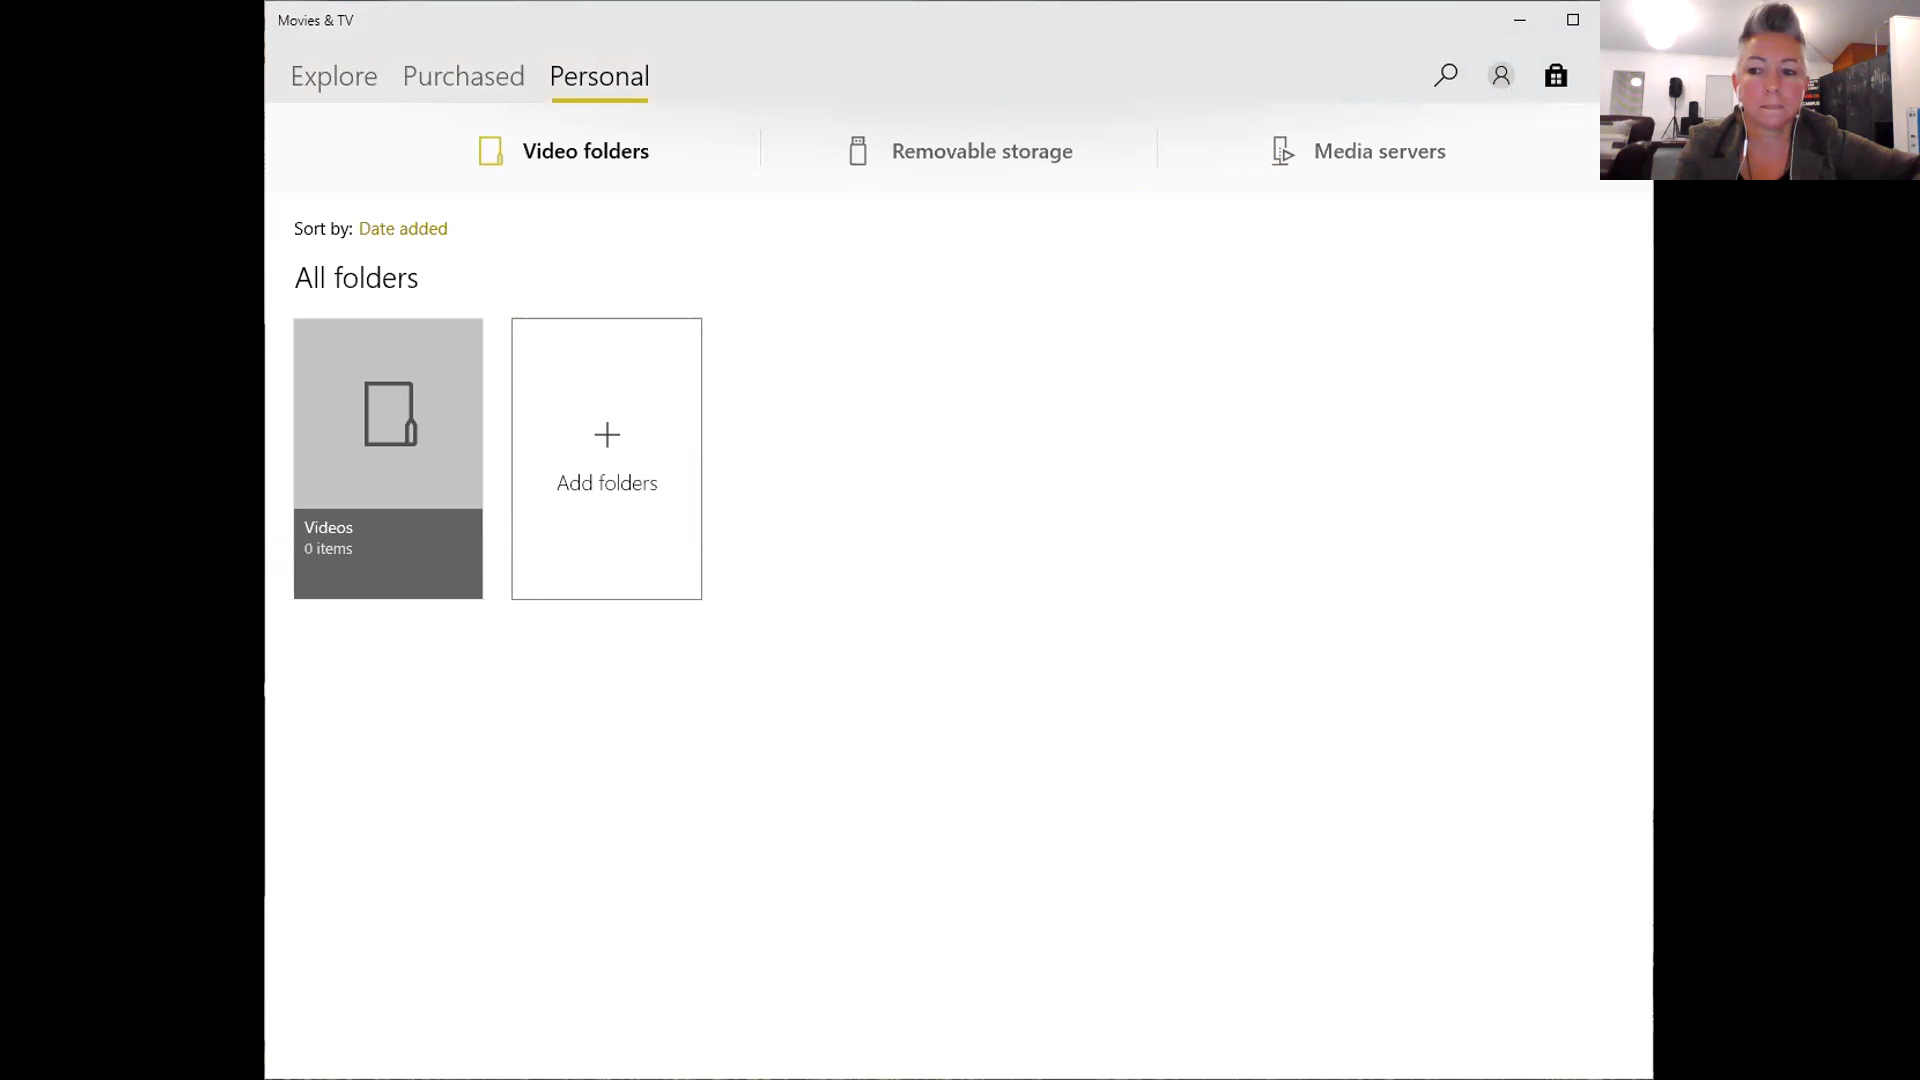 Movies & TV
Explore Purchased Personal
Video folders Removable storage Media servers
Sort by: Date added
All folders
Add folders
Videos
0 items